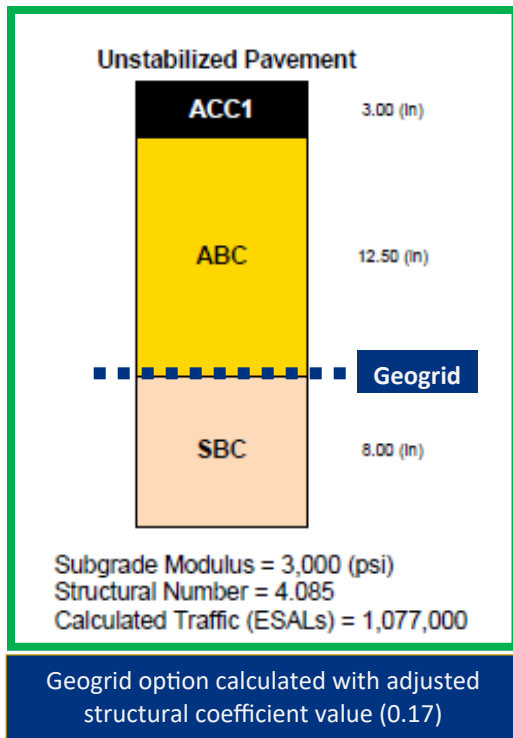 Unstabilized Pavement
ACC1 3.00 (in)
ABC 12.50 (in)
Geogrid
SBC 8.00 (in)
Subgrade Modulus = 3,000 (psi)
Structural Number = 4.085
Calculated Traffic (ESALs) = 1,077,000
Geogrid option calculated with adjusted
structural coefficient value (0.17)